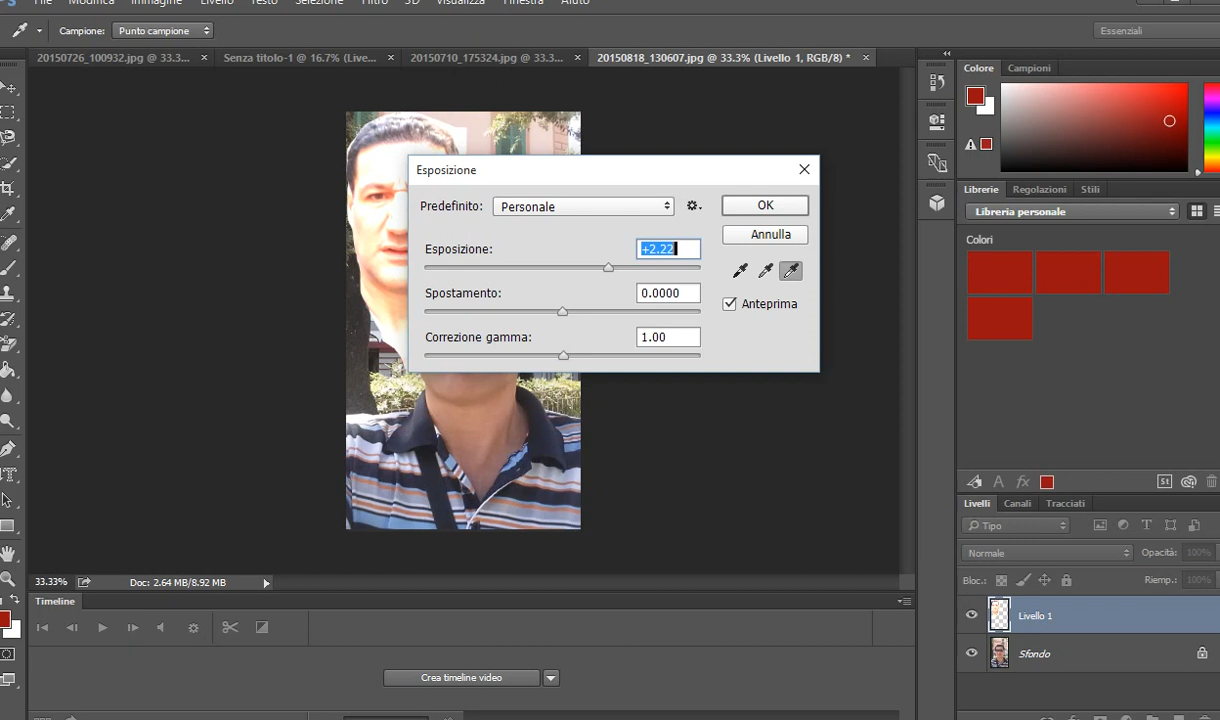 File Modifica Immagine Livello Testo Selezione Filtro 3D Visualizza Finestra Aiuto
Campione: Punto campione
Essenziali
20150726_100932.jpg @ 33.3... × Senza titolo-1 @ 16.7% (Live... × 20150710_175324.jpg @ 33.3... × 20150818_130607.jpg @ 33.3% (Livello 1, RGB/8) * ×
Colore Campioni
Esposizione
Predefinito: Personale
OK
Esposizione: +2.22
Annulla
Spostamento: 0.0000
Anteprima
Correzione gamma: 1.00
Librerie Regolazioni Stili
Libreria personale
Colori
A fx St
Livelli Canali Tracciati
Tipo
Normale Opacità: 100%
Bloc.: Riemp.: 100%
Livello 1
Sfondo
33.33% Doc: 2.64 MB/8.92 MB
Timeline
Crea timeline video